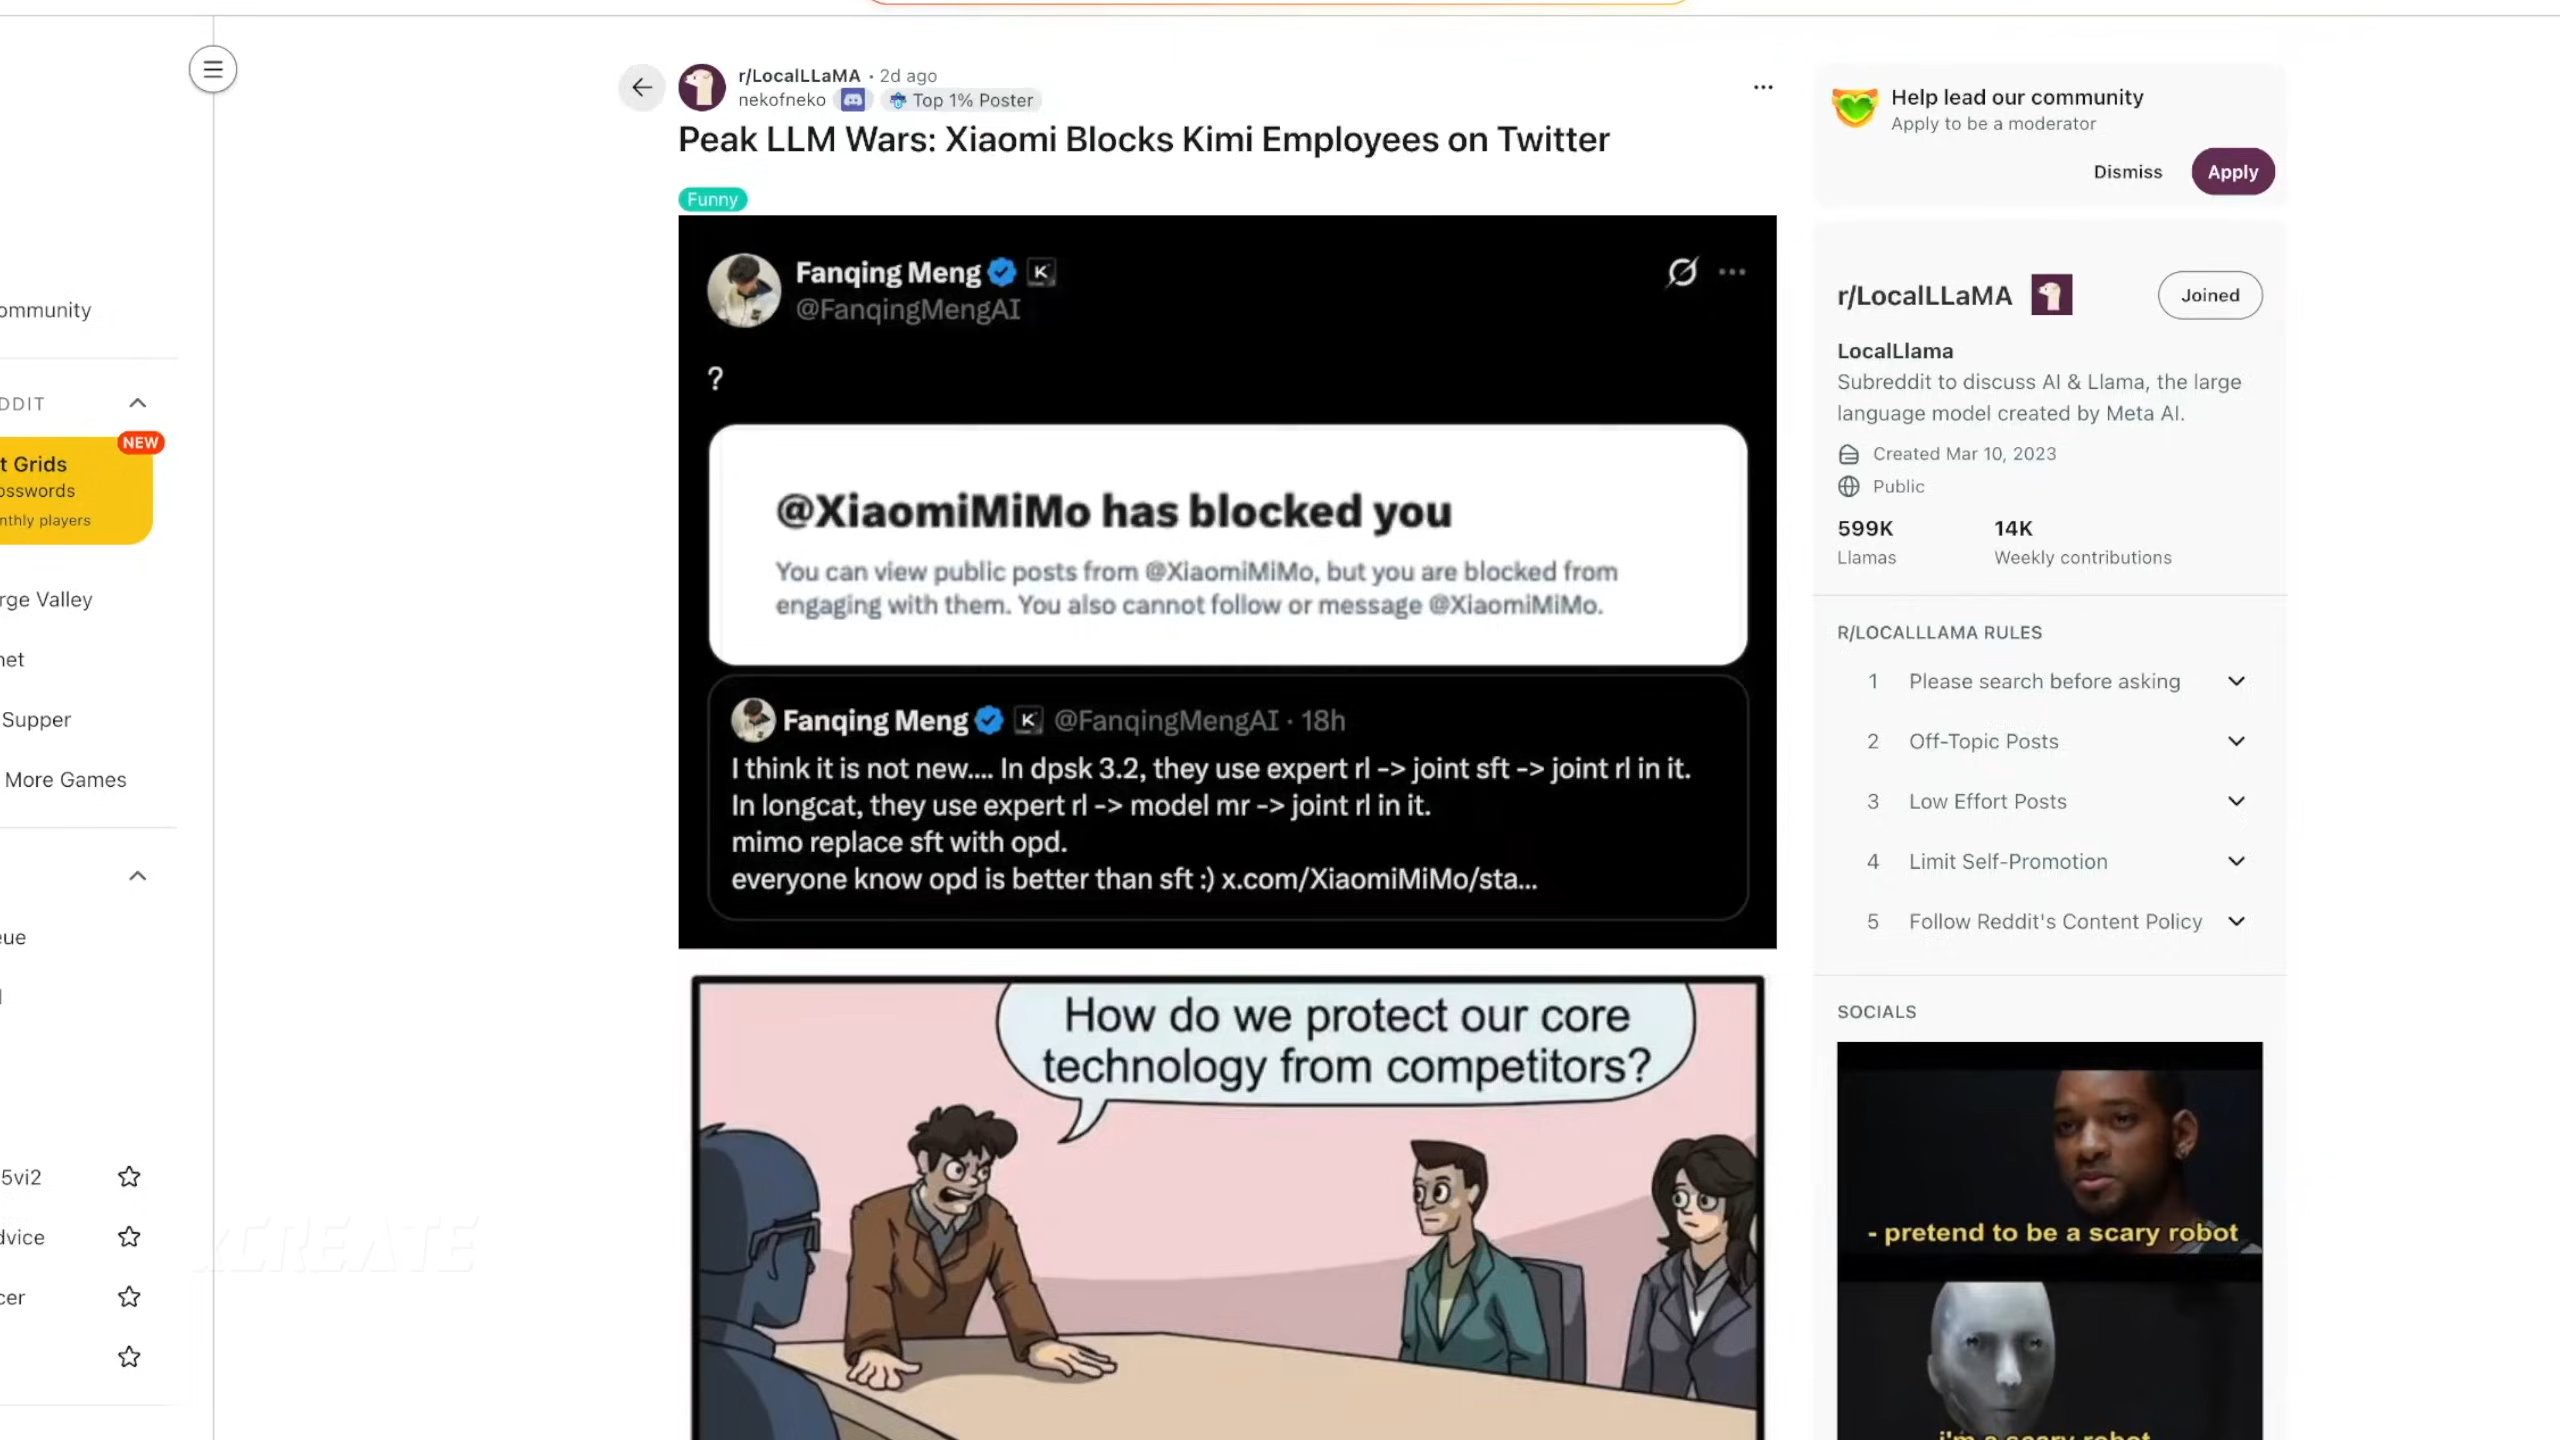 r/LocalLLaMA • 2d ago
nekofneko Top 1% Poster
Peak LLM Wars: Xiaomi Blocks Kimi Employees on Twitter
Funny
Fanqing Meng K
@FanqingMengAI
?
@XiaomiMiMo has blocked you
You can view public posts from @XiaomiMiMo, but you are blocked from
engaging with them. You also cannot follow or message @XiaomiMiMo.
Fanqing Meng K @FanqingMengAI · 18h
I think it is not new.... In dpsk 3.2, they use expert rl -> joint sft -> joint rl in it.
In longcat, they use expert rl -> model mr -> joint rl in it.
mimo replace sft with opd.
everyone know opd is better than sft :) x.com/XiaomiMiMo/sta...
How do we protect our core
technology from competitors?
ommunity
DDIT
NEW
t Grids
osswords
nthly players
rge Valley
net
Supper
More Games
eue
5vi2
dvice
cer
XCREATE
Help lead our community
Apply to be a moderator
Dismiss Apply
r/LocalLLaMA Joined
LocalLlama
Subreddit to discuss AI & Llama, the large
language model created by Meta AI.
Created Mar 10, 2023
Public
599K 14K
Llamas Weekly contributions
R/LOCALLLAMA RULES
1 Please search before asking
2 Off-Topic Posts
3 Low Effort Posts
4 Limit Self-Promotion
5 Follow Reddit's Content Policy
SOCIALS
- pretend to be a scary robot
i'm a scary robot